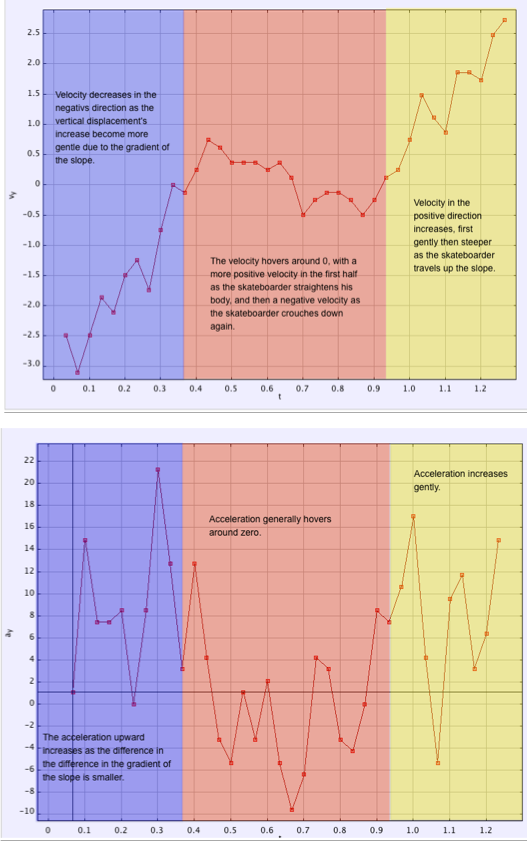 2.5
2.0
1.5
1.0
0.5
0
−0.5
−1.0
−1.5
−2.0
−2.5
−3.0
vy
Velocity decreases in the
negativs direction as the
vertical displacement's
increase become more
gentle due to the gradient of
the slope.
The velocity hovers around 0, with a
more positive velocity in the first half
as the skateboarder straightens his
body, and then a negative velocity as
the skateboarder crouches down
again.
Velocity in the
positive direction
increases, first
gently then steeper
as the skateboarder
travels up the slope.
0 0.1 0.2 0.3 0.4 0.5 0.6 0.7 0.8 0.9 1.0 1.1 1.2
t
22
20
18
16
14
12
10
8
6
4
2
0
−2
−4
−6
−8
−10
ay
Acceleration increases
gently.
Acceleration generally hovers
around zero.
The acceleration upward
increases as the difference in
the difference in the gradient of
the slope is smaller.
0 0.1 0.2 0.3 0.4 0.5 0.6 0.7 0.8 0.9 1.0 1.1 1.2